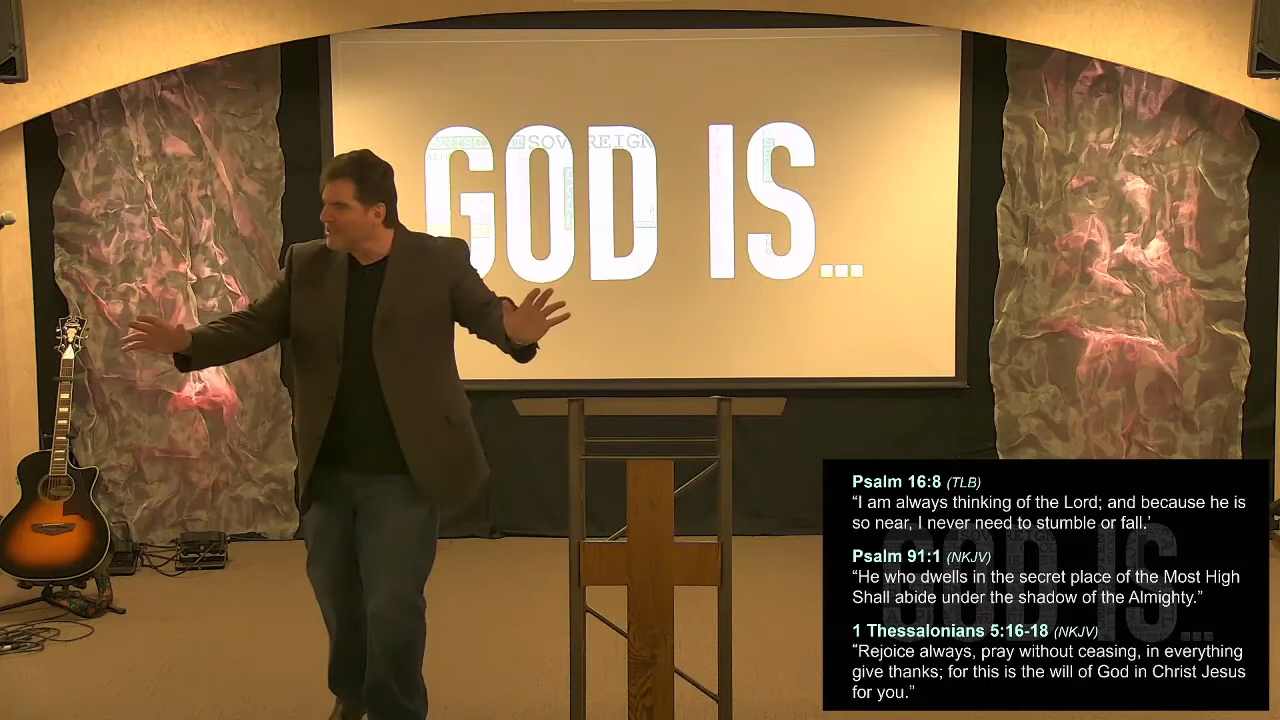 SOVEREIGN
GOD IS...
Psalm 16:8 (TLB)
“I am always thinking of the Lord; and because he is
so near, I never need to stumble or fall.’
Psalm 91:1 (NKJV)
“He who dwells in the secret place of the Most High
Shall abide under the shadow of the Almighty.”
1 Thessalonians 5:16-18 (NKJV)
“Rejoice always, pray without ceasing, in everything
give thanks; for this is the will of God in Christ Jesus
for you.”
GOD IS...